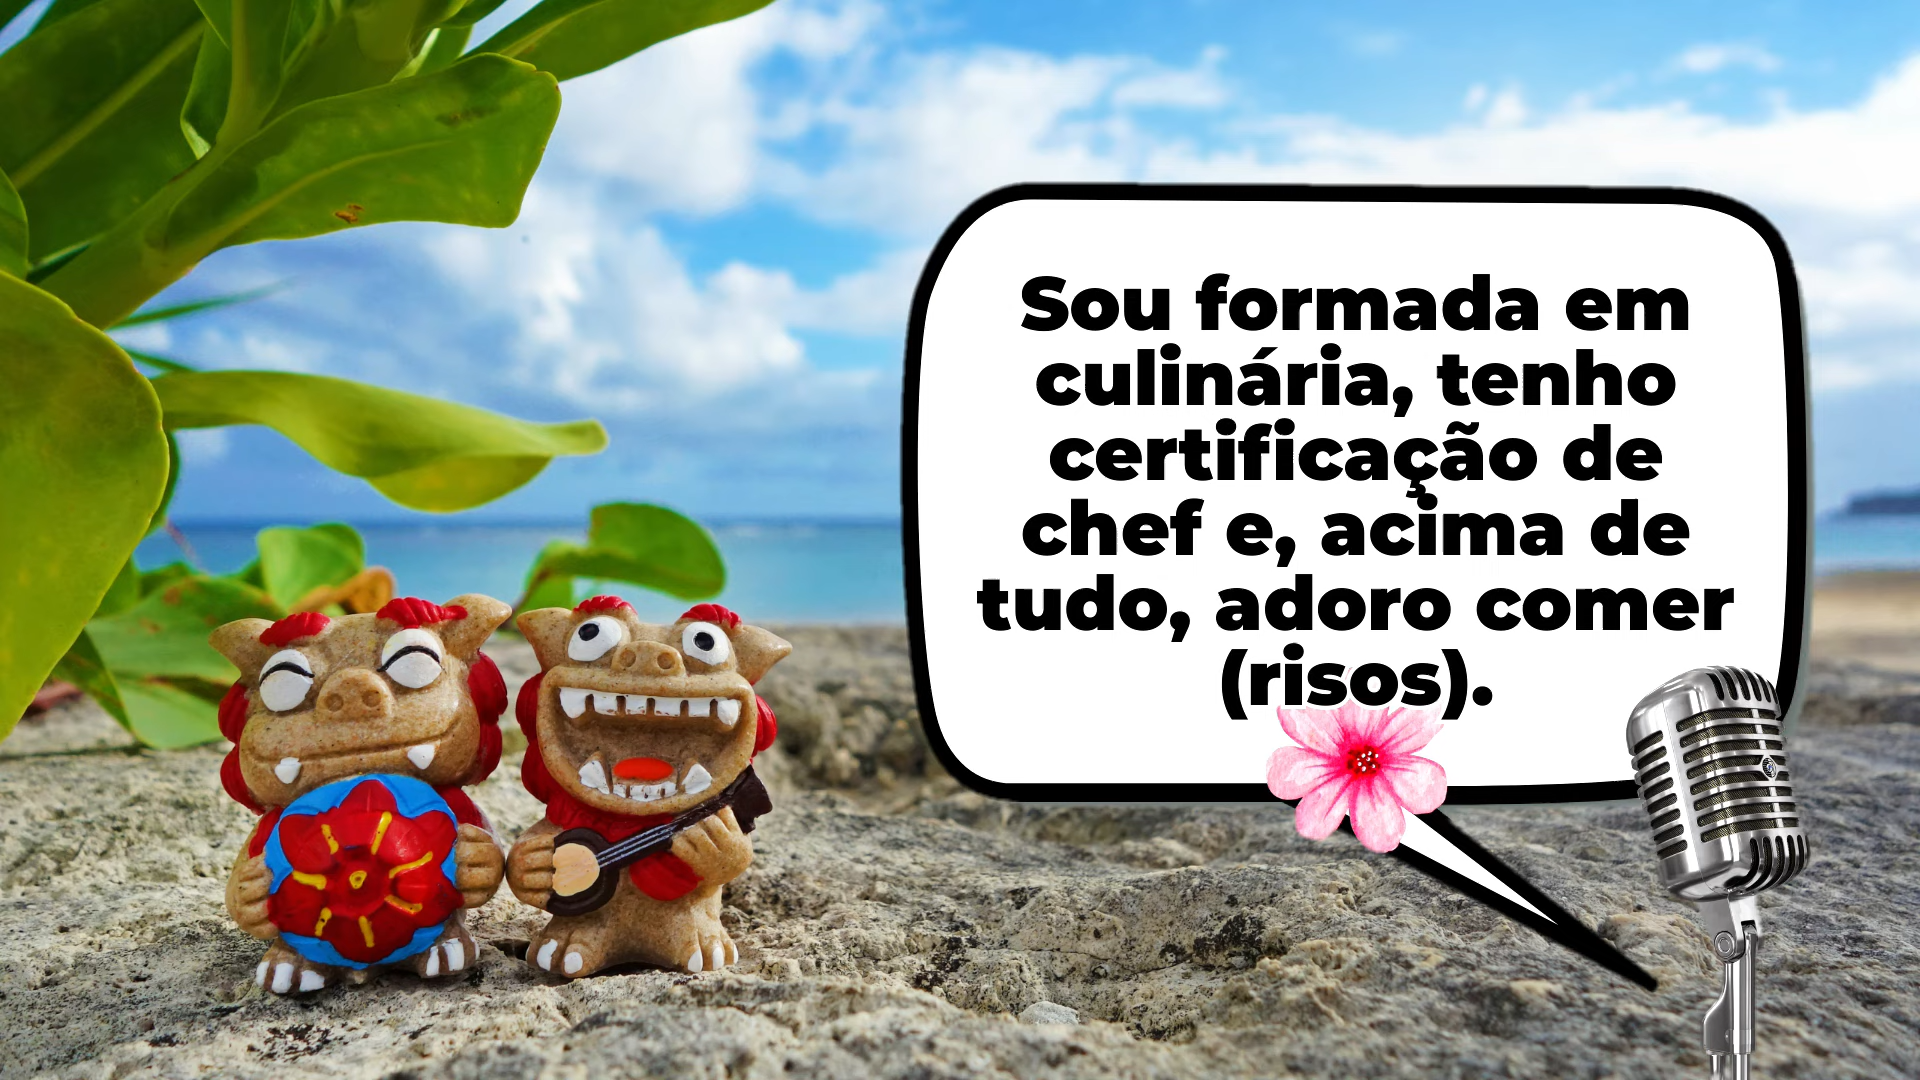 Sou formada em
culinária, tenho
certificação de
chef e, acima de
tudo, adoro comer
(risos).